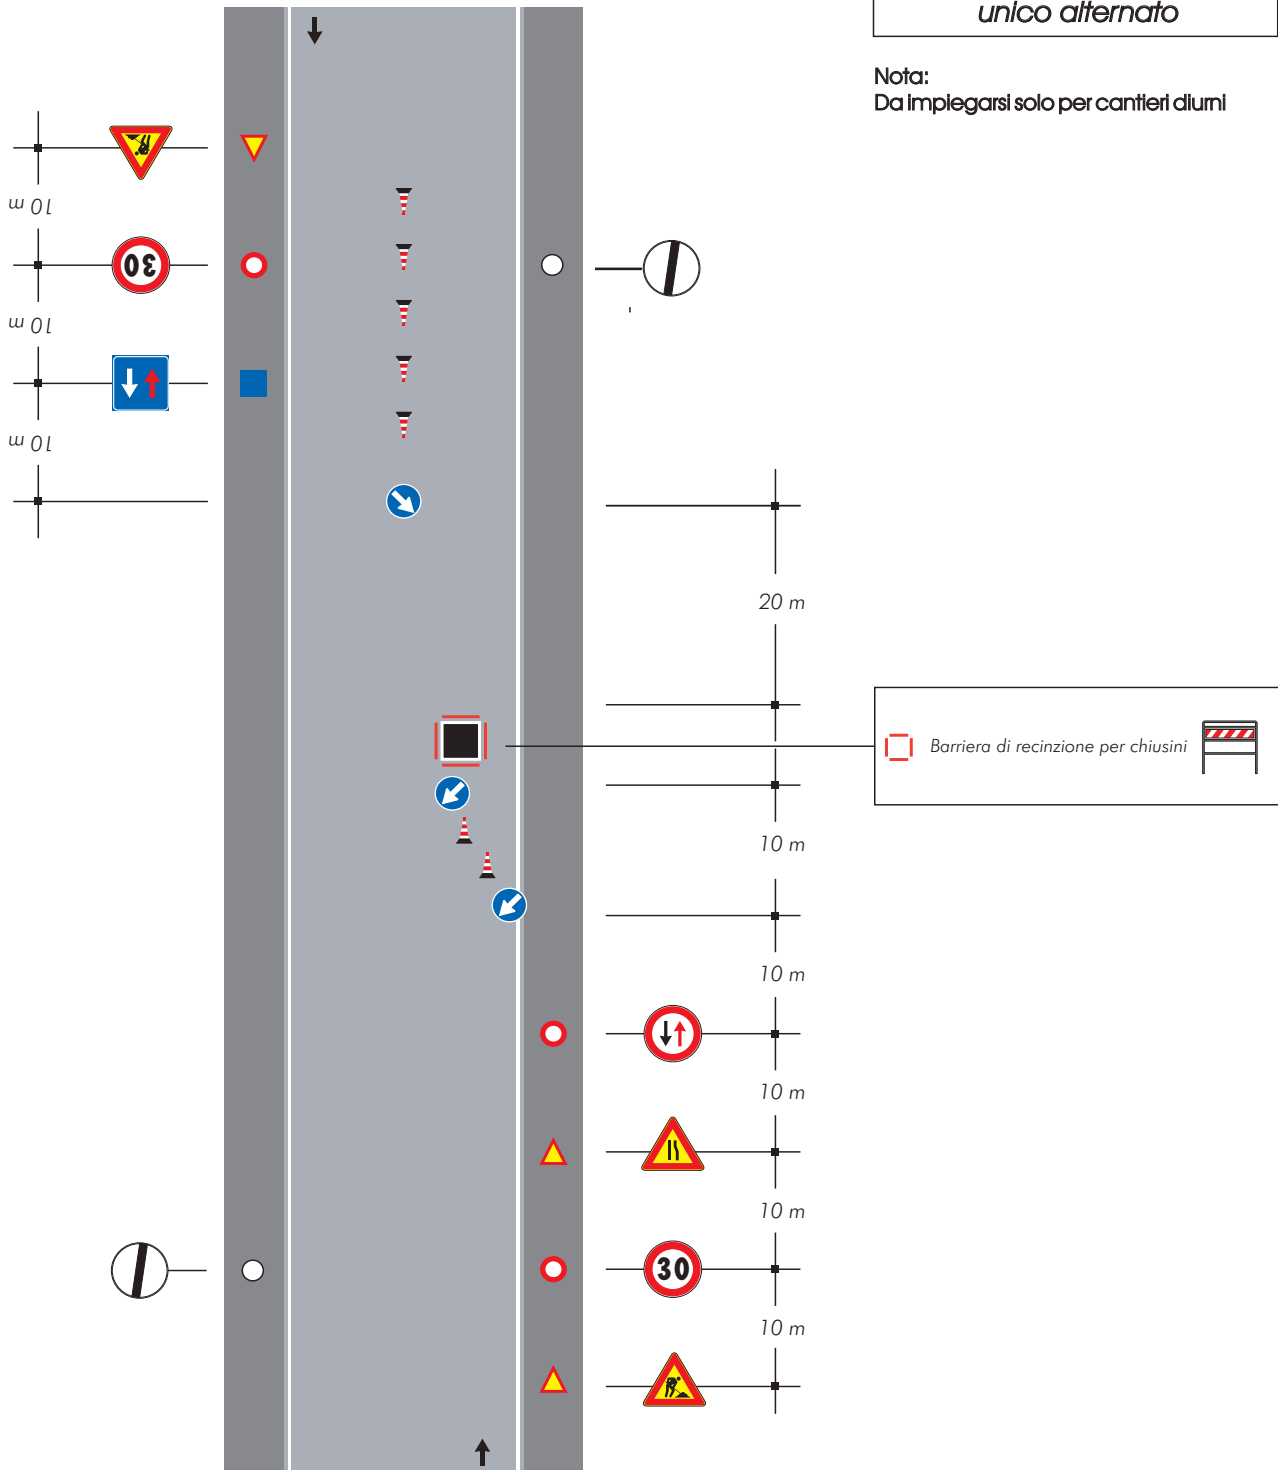 unico alternato
Nota:
Da impiegarsi solo per cantieri diurni
10 m
30
10 m
10 m
20 m
Barriera di recinzione per chiusini
10 m
10 m
10 m
10 m
30
10 m